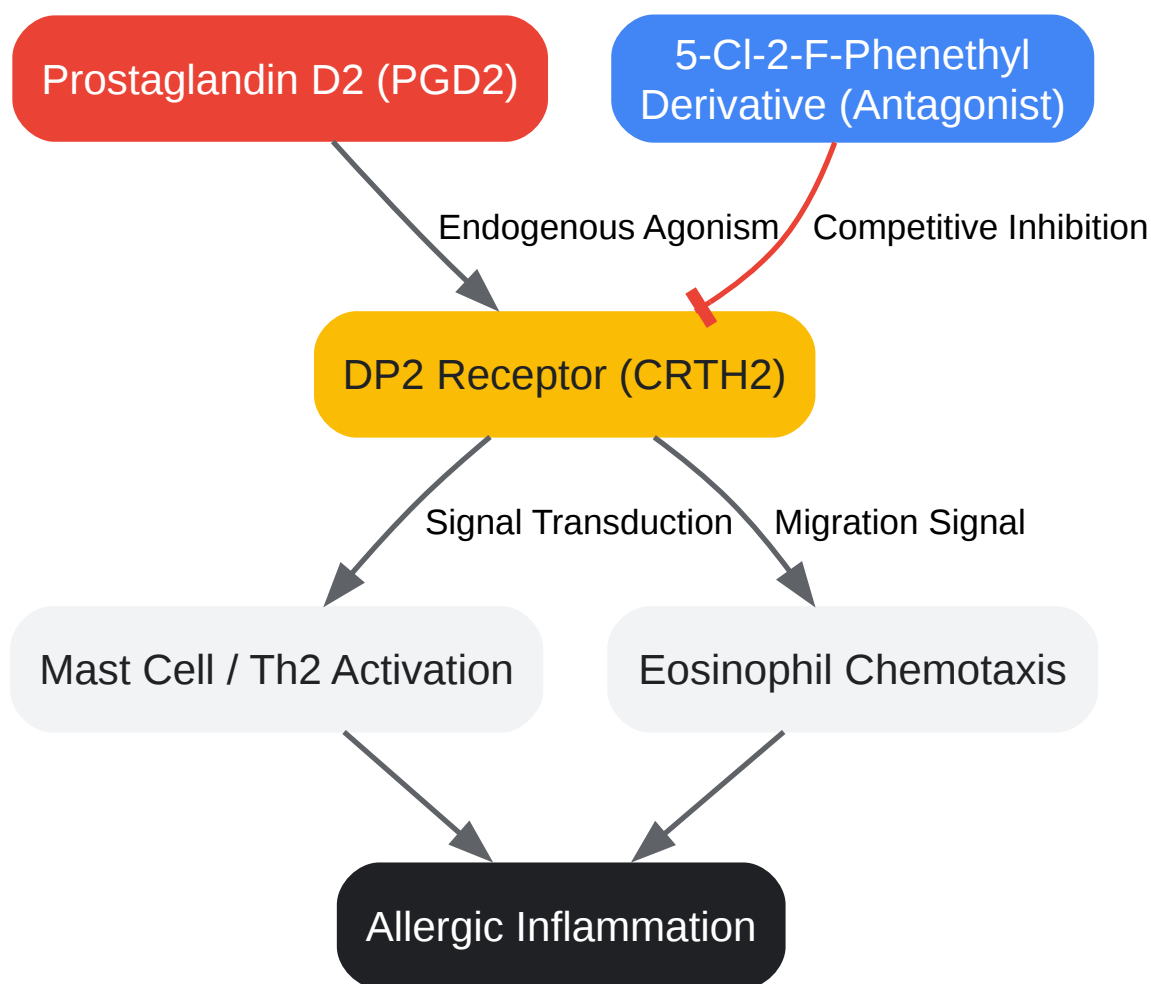 Prostaglandin D2 (PGD2)
5-Cl-2-F-Phenethyl
Derivative (Antagonist)
Endogenous Agonism
Competitive Inhibition
DP2 Receptor (CRTH2)
Signal Transduction
Migration Signal
Mast Cell / Th2 Activation
Eosinophil Chemotaxis
Allergic Inflammation